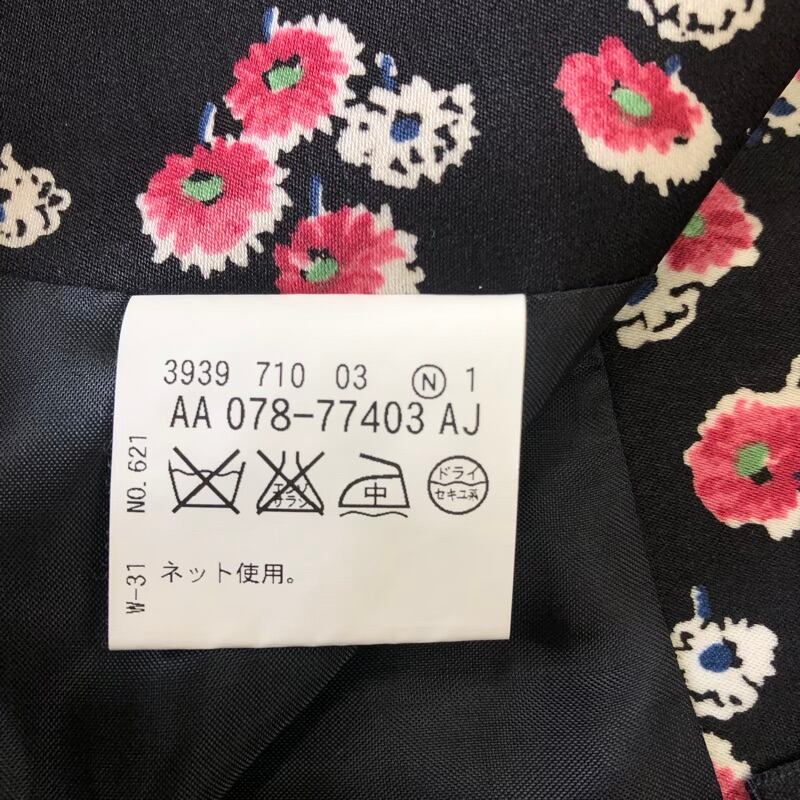 3939 710 03 Ⓝ 1
AA 078-77403 AJ
エンソ
サラシ
中
ドライ
セキユ系
ネット使用。
NO. 621
W-31